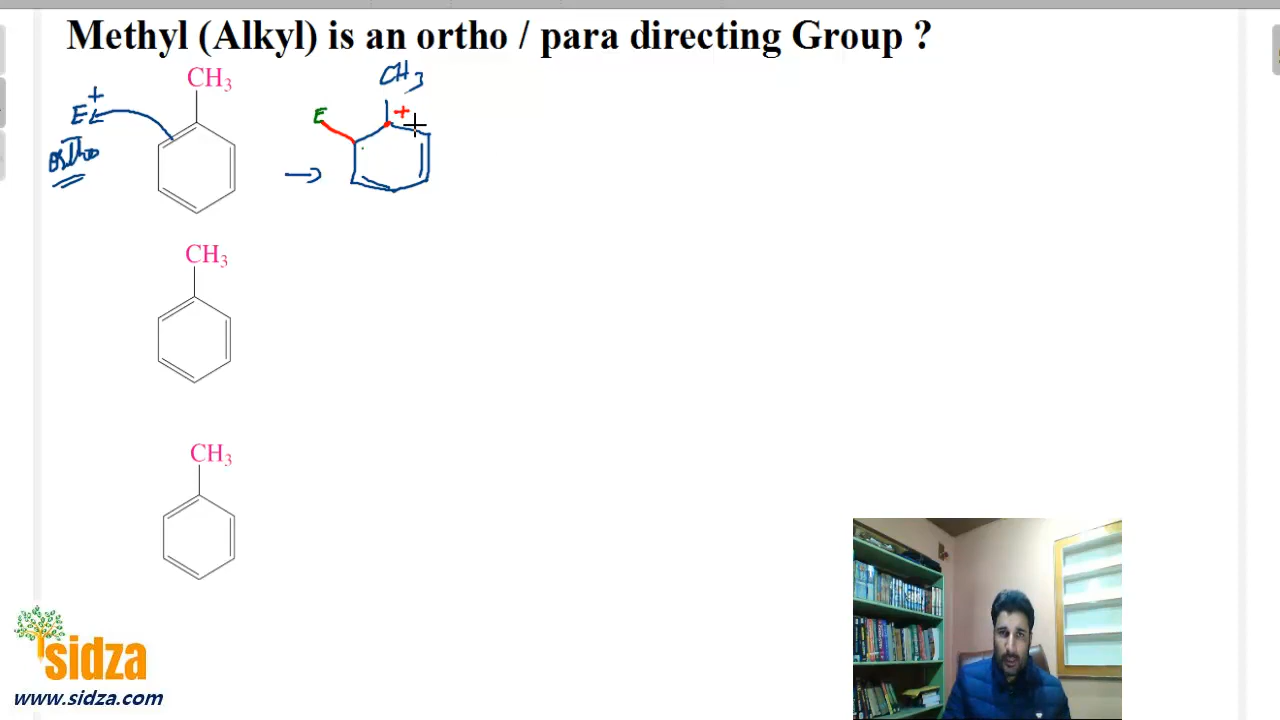 Methyl (Alkyl) is an ortho / para directing Group ?
CH3
CH3
E+
E
+
ortho
CH3
CH3
sidza
www.sidza.com